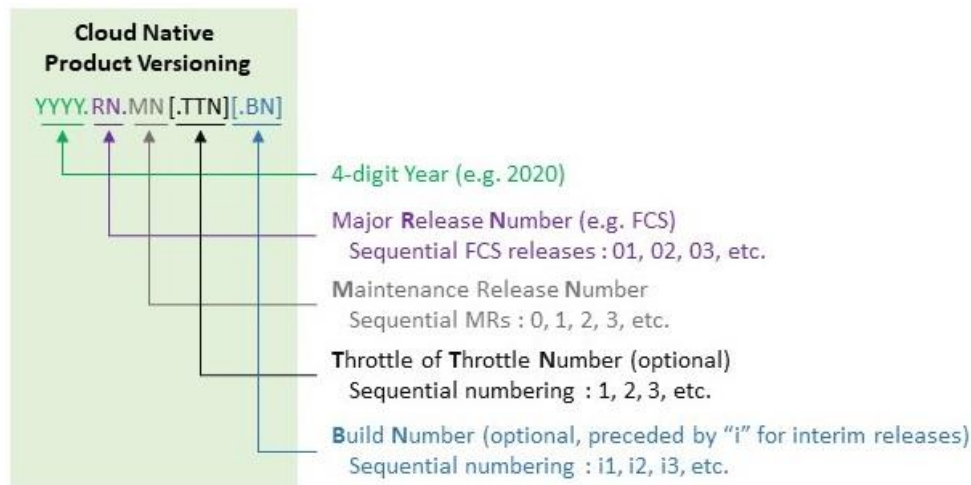 Cloud Native
Product Versioning
YYYY.RN.MN[.TTN][.BN]
4-digit Year (e.g. 2020)
Major Release Number (e.g. FCS)
Sequential FCS releases : 01, 02, 03, etc.
Maintenance Release Number
Sequential MRs : 0, 1, 2, 3, etc.
Throttle of Throttle Number (optional)
Sequential numbering : 1, 2, 3, etc.
Build Number (optional, preceded by “i” for interim releases)
Sequential numbering : i1, i2, i3, etc.